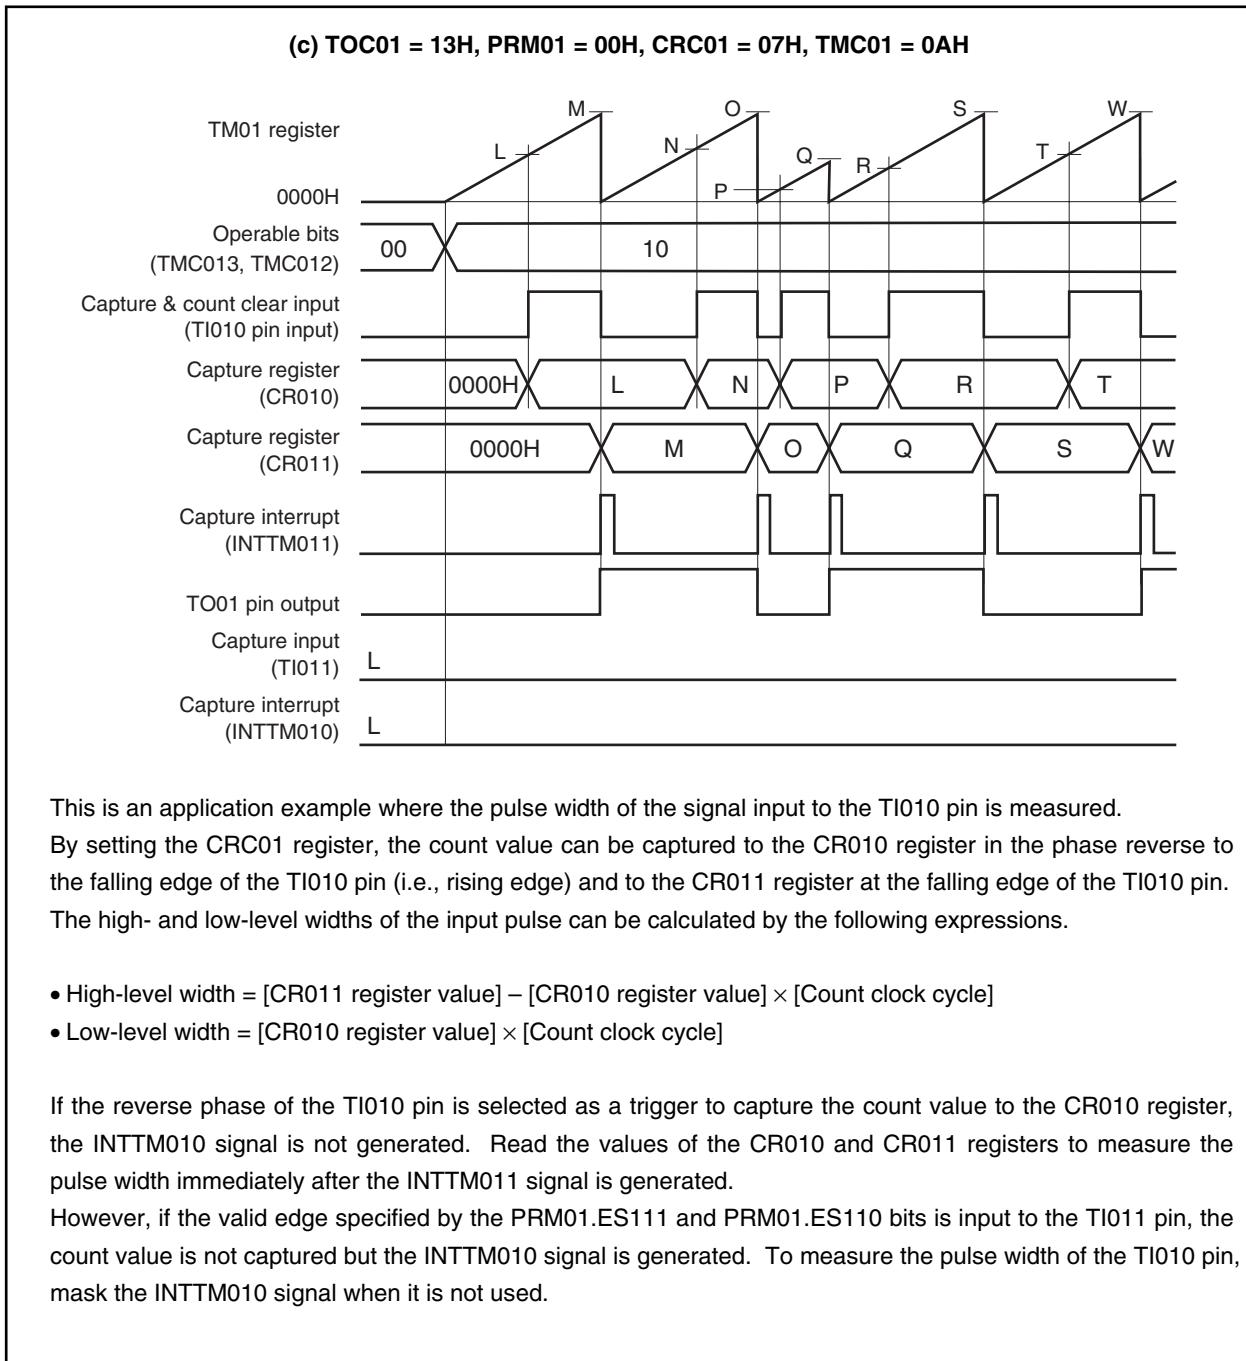 (c) TOC01 = 13H, PRM01 = 00H, CRC01 = 07H, TMC01 = 0AH
TM01 register
L M N O P Q R S T W
0000H
Operable bits
(TMC013, TMC012)
00 10
Capture & count clear input
(TI010 pin input)
Capture register
(CR010)
0000H L N P R T
Capture register
(CR011)
0000H M O Q S W
Capture interrupt
(INTTM011)
TO01 pin output
Capture input
(TI011)
L
Capture interrupt
(INTTM010)
L
This is an application example where the pulse width of the signal input to the TI010 pin is measured.
By setting the CRC01 register, the count value can be captured to the CR010 register in the phase reverse to
the falling edge of the TI010 pin (i.e., rising edge) and to the CR011 register at the falling edge of the TI010 pin.
The high- and low-level widths of the input pulse can be calculated by the following expressions.
• High-level width = [CR011 register value] – [CR010 register value] × [Count clock cycle]
• Low-level width = [CR010 register value] × [Count clock cycle]
If the reverse phase of the TI010 pin is selected as a trigger to capture the count value to the CR010 register,
the INTTM010 signal is not generated. Read the values of the CR010 and CR011 registers to measure the
pulse width immediately after the INTTM011 signal is generated.
However, if the valid edge specified by the PRM01.ES111 and PRM01.ES110 bits is input to the TI011 pin, the
count value is not captured but the INTTM010 signal is generated. To measure the pulse width of the TI010 pin,
mask the INTTM010 signal when it is not used.